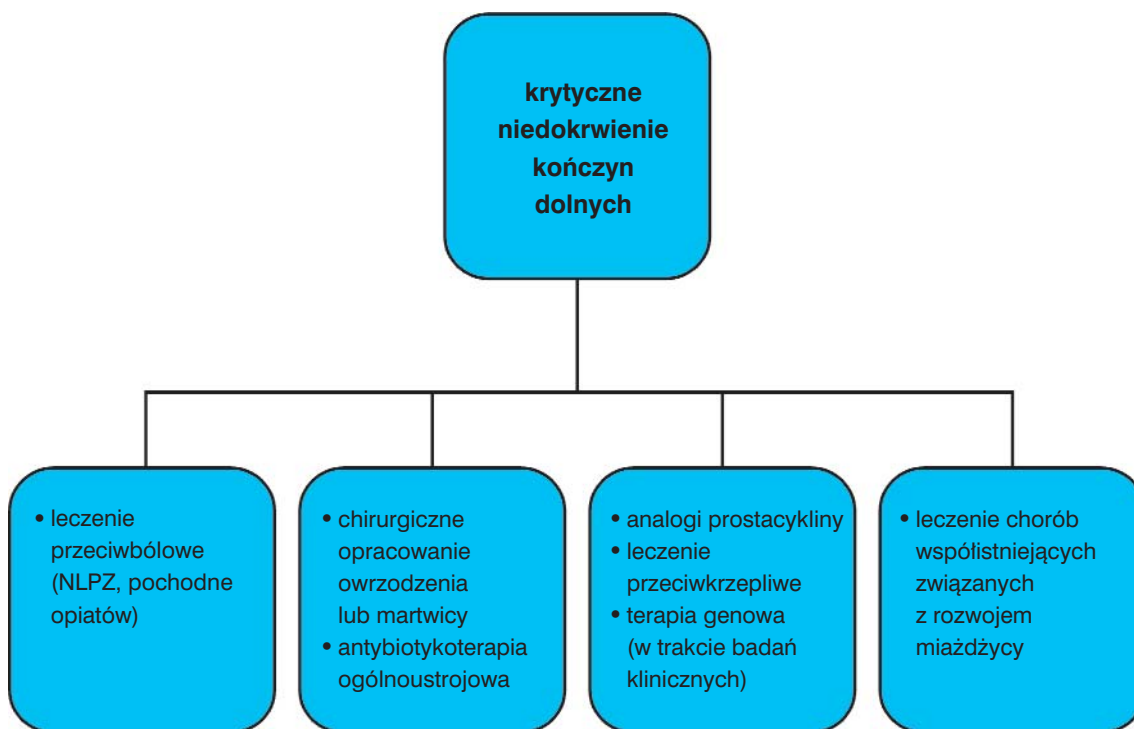 krytyczne
niedokrwienie
kończyn
dolnych
• leczenie
przeciwbólowe
(NLPZ, pochodne
opiatów)
• chirurgiczne
opracowanie
owrzodzenia
lub martwicy
• antybiotykoterapia
ogólnoustrojowa
• analogi prostacykliny
• leczenie
przeciwkrzepliwe
• terapia genowa
(w trakcie badań
klinicznych)
• leczenie chorób
współistniejących
związanych
z rozwojem
miażdżycy